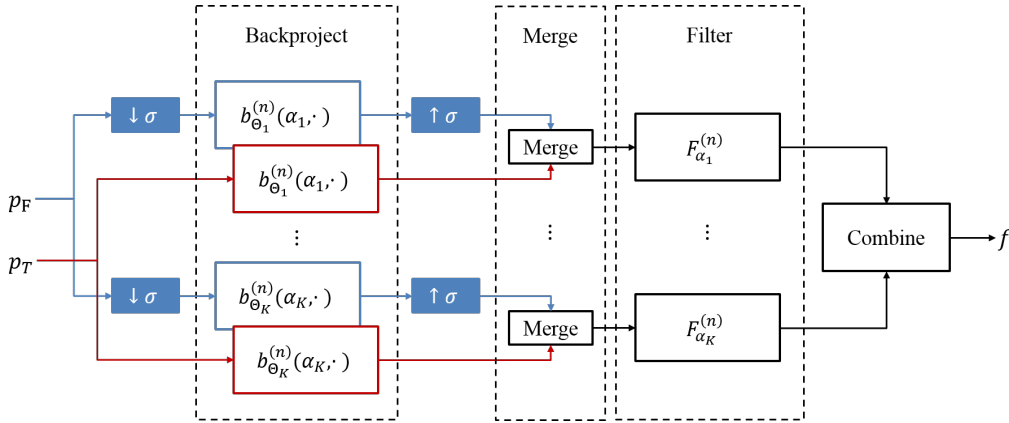 Backproject
Merge
Filter
↓ σ
b_{Θ_1}^{(n)}(α_1,·)
↑ σ
Merge
F_{α_1}^{(n)}
b_{Θ_1}^{(n)}(α_1,·)
p_F
⋮
⋮
⋮
Combine
f
p_T
↓ σ
b_{Θ_K}^{(n)}(α_K,·)
↑ σ
Merge
F_{α_K}^{(n)}
b_{Θ_K}^{(n)}(α_K,·)